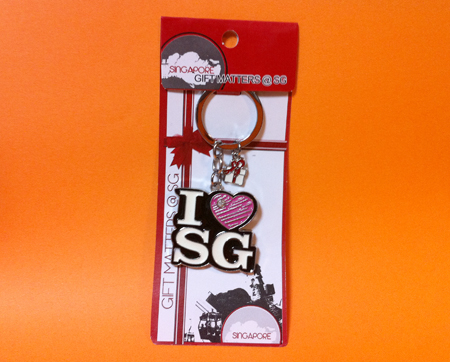 SINGAPORE
GIFT MATTERS @ SG
GIFT MATTERS @ SG
I
SG
SINGAPORE